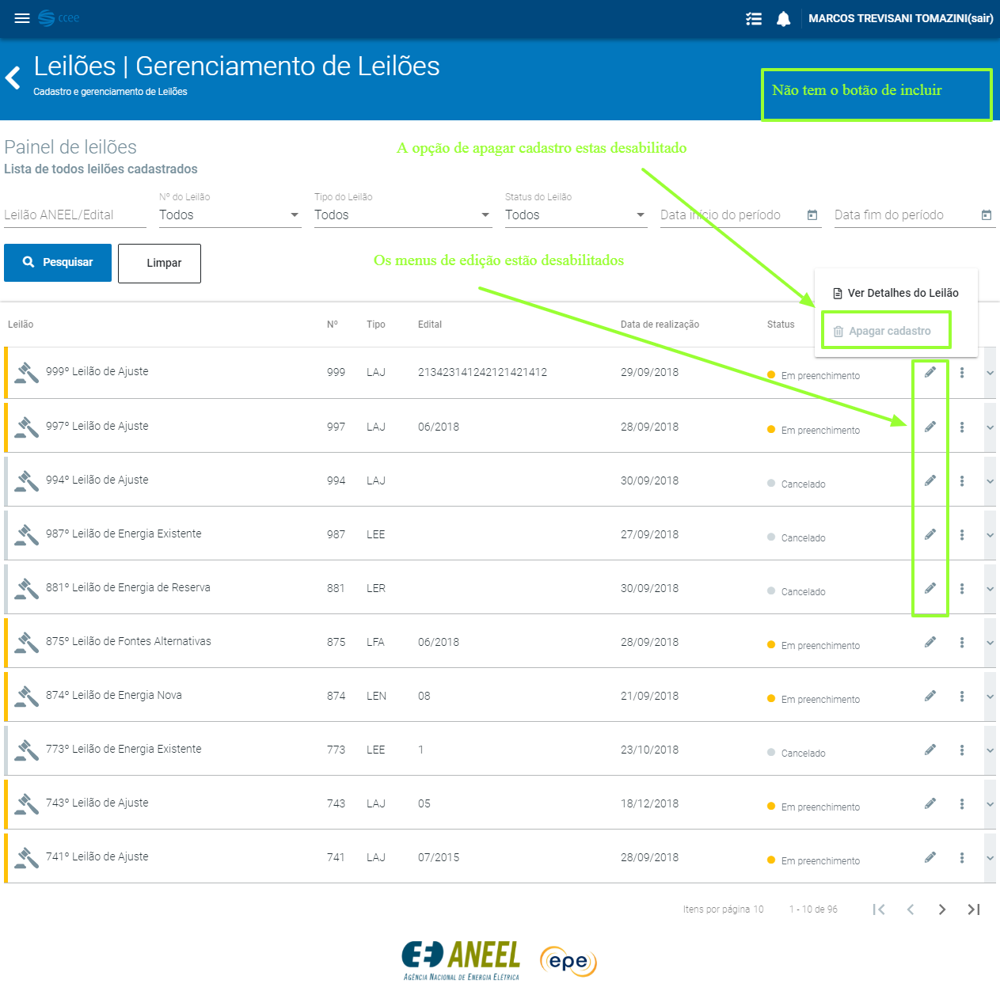 ccee
MARCOS TREVISANI TOMAZINI(sair)
Leilões | Gerenciamento de Leilões
Cadastro e gerenciamento de Leilões
Não tem o botão de incluir
Painel de leilões
Lista de todos leilões cadastrados
A opção de apagar cadastro estas desabilitado
Nº do Leilão Tipo do Leilão Status do Leilão
Leilão ANEEL/Edital Todos Todos Todos Data início do período Data fim do período
Pesquisar Limpar
Os menus de edição estão desabilitados
Ver Detalhes do Leilão
Apagar cadastro
Leilão Nº Tipo Edital Data de realização Status
999º Leilão de Ajuste 999 LAJ 213423141242121421412 29/09/2018 Em preenchimento
997º Leilão de Ajuste 997 LAJ 06/2018 28/09/2018 Em preenchimento
994º Leilão de Ajuste 994 LAJ 30/09/2018 Cancelado
987º Leilão de Energia Existente 987 LEE 27/09/2018 Cancelado
881º Leilão de Energia de Reserva 881 LER 30/09/2018 Cancelado
875º Leilão de Fontes Alternativas 875 LFA 06/2018 28/09/2018 Em preenchimento
874º Leilão de Energia Nova 874 LEN 08 21/09/2018 Em preenchimento
773º Leilão de Energia Existente 773 LEE 1 23/10/2018 Cancelado
743º Leilão de Ajuste 743 LAJ 05 18/12/2018 Em preenchimento
741º Leilão de Ajuste 741 LAJ 07/2015 28/09/2018 Em preenchimento
Itens por página 10 1 - 10 de 96
ANEEL epe
AGÊNCIA NACIONAL DE ENERGIA ELÉTRICA